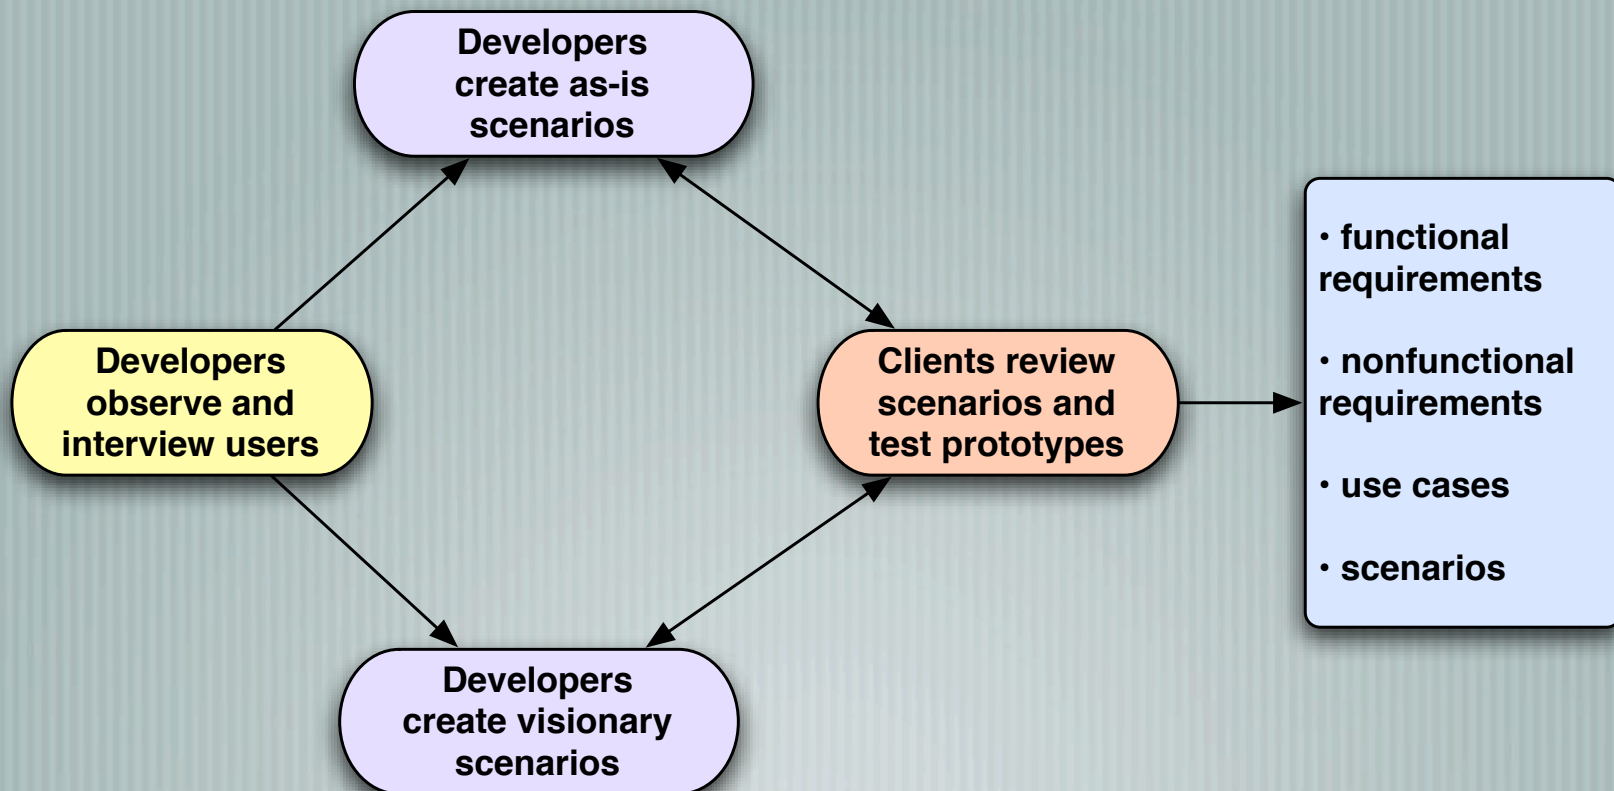 Developers
create as-is
scenarios
Developers
observe and
interview users
Clients review
scenarios and
test prototypes
• functional
requirements
• nonfunctional
requirements
• use cases
• scenarios
Developers
create visionary
scenarios